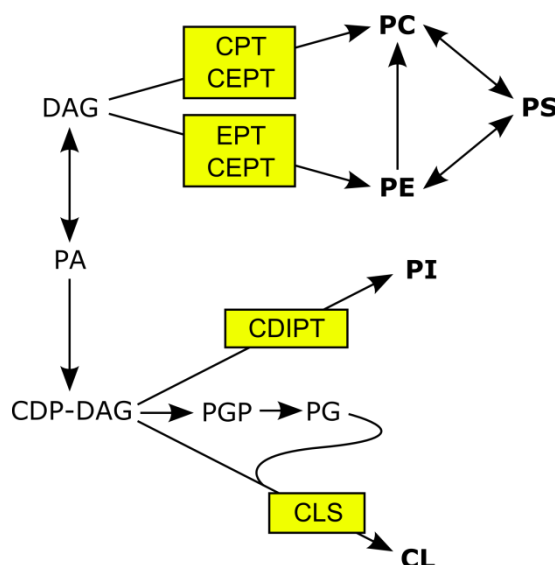 CPT
CEPT
PC
DAG
PS
EPT
CEPT
PE
PA
PI
CDIPT
CDP-DAG
PGP
PG
CLS
CL